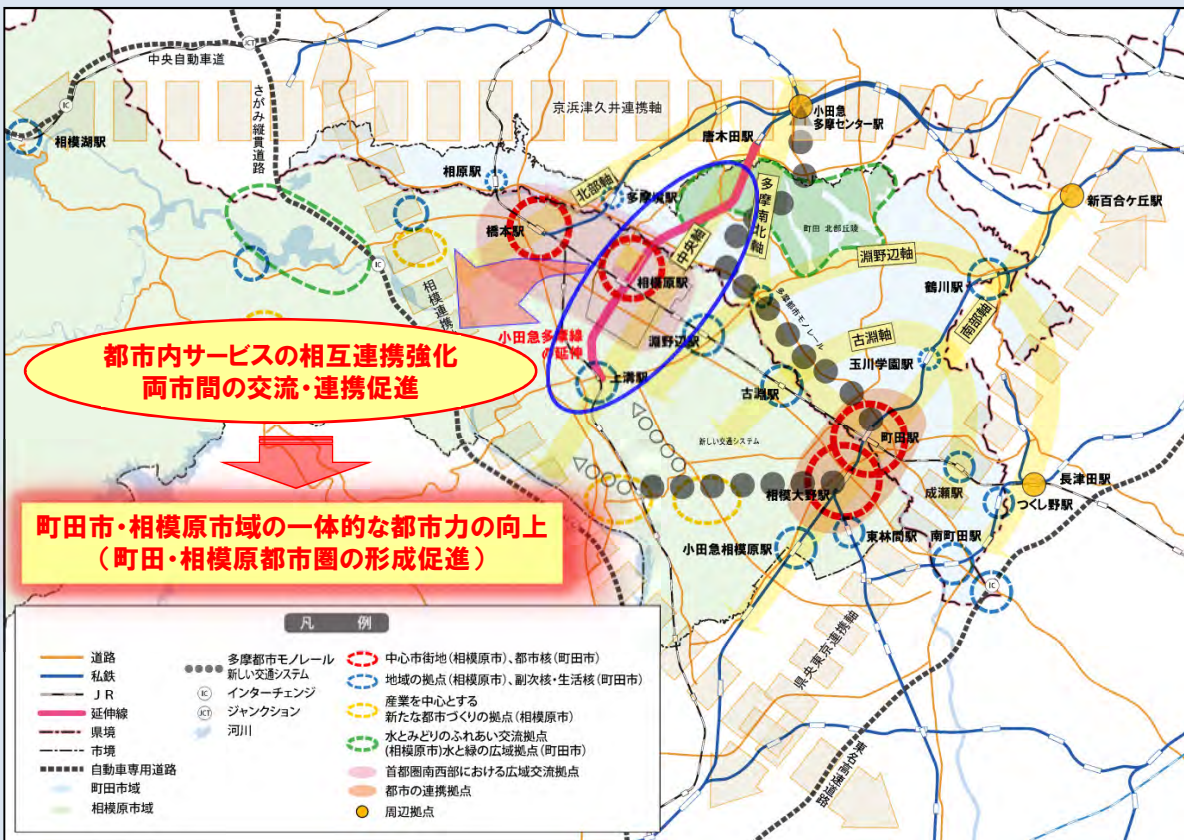 JCT
中央自動車道
さがみ縦貫道路
IC
相模湖駅
京浜津久井連携軸
小田急
多摩センター駅
唐木田駅
相原駅
北部軸
多摩境駅
多摩南北軸
町田 北部丘陵
新百合ケ丘駅
橋本駅
中央軸
相模原駅
淵野辺軸
鶴川駅
南部軸
IC
相模連携軸
小田急多摩線
の延伸
淵野辺駅
多摩都市モノレール
古淵軸
玉川学園駅
上溝駅
古淵駅
都市内サービスの相互連携強化
両市間の交流・連携促進
新しい交通システム
町田駅
相模大野駅
成瀬駅
長津田駅
つくし野駅
町田市・相模原市域の一体的な都市力の向上
(町田・相模原都市圏の形成促進)
小田急相模原駅
東林間駅
南町田駅
IC
県央東京連携軸
東名高速道路
凡 例
道路
私鉄
JR
延伸線
県境
市境
自動車専用道路
町田市域
相模原市域
多摩都市モノレール
新しい交通システム
IC インターチェンジ
JCT ジャンクション
河川
中心市街地(相模原市)、都市核(町田市)
地域の拠点(相模原市)、副次核・生活核(町田市)
産業を中心とする
新たな都市づくりの拠点(相模原市)
水とみどりのふれあい交流拠点
(相模原市)水と緑の広域拠点(町田市)
首都圏南西部における広域交流拠点
都市の連携拠点
周辺拠点